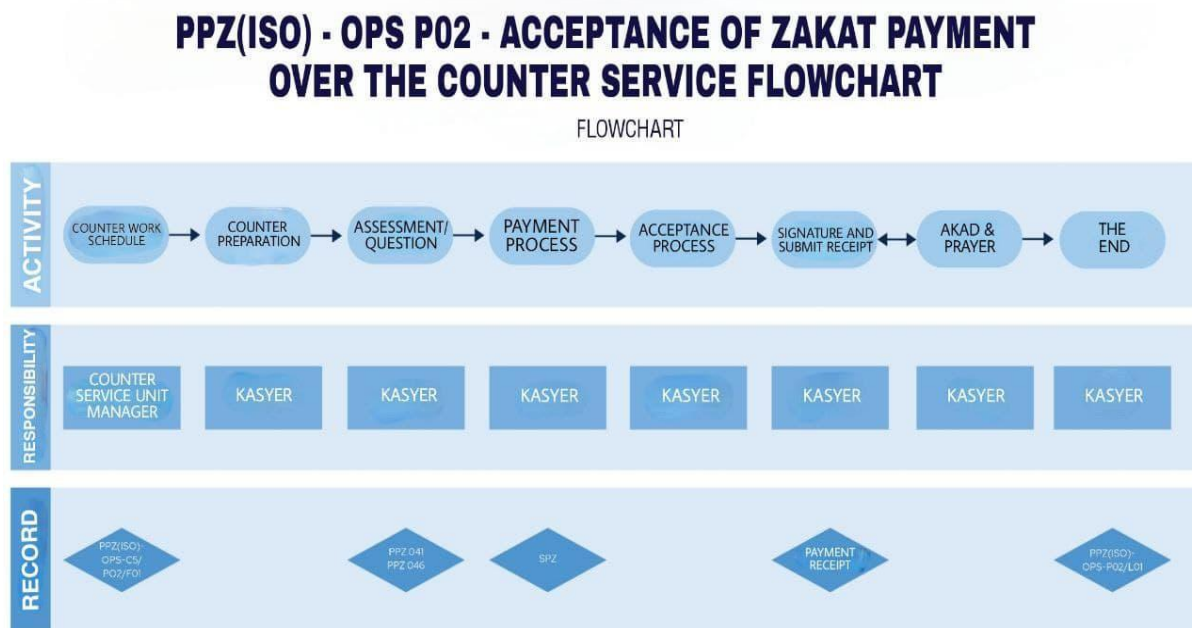 PPZ(ISO) - OPS P02 - ACCEPTANCE OF ZAKAT PAYMENT
OVER THE COUNTER SERVICE FLOWCHART
FLOWCHART
ACTIVITY
COUNTER WORK
SCHEDULE
COUNTER
PREPARATION
ASSESSMENT/
QUESTION
PAYMENT
PROCESS
ACCEPTANCE
PROCESS
SIGNATURE AND
SUBMIT RECEIPT
AKAD &
PRAYER
THE
END
RESPONSIBILITY
COUNTER
SERVICE UNIT
MANAGER
KASYER
KASYER
KASYER
KASYER
KASYER
KASYER
KASYER
RECORD
PPZ(ISO)-
OPS-C5/
P02/F01
PPZ 041
PPZ 046
SPZ
PAYMENT
RECEIPT
PPZ(ISO)-
OPS-P02/L01